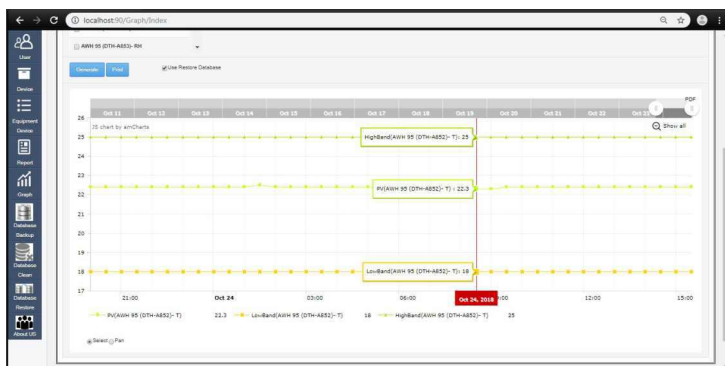 localhost:90/Graph/Index
User
Device
Equipment
Device
Report
Graph
Database
Backup
Database
Clean
Database
Restore
About US
AWH 95 (DTH-A853)- RH
Generate
Print
Use Restore Database
PDF
Oct 11 Oct 12 Oct 13 Oct 14 Oct 15 Oct 16 Oct 17 Oct 18 Oct 19 Oct 20 Oct 21 Oct 22
JS chart by amCharts
Show all
26
25
24
23
22
21
20
19
18
17
HighBand(AWH 95 (DTH-A852)- T): 25
PV(AWH 95 (DTH-A852)- T) : 22.3
LowBand(AWH 95 (DTH-A852)- T): 18
21:00 Oct 24 03:00 06:00 Oct 24, 2018 :00 12:00 15:00
PV(AWH 95 (DTH-A852)- T) 22.3 LowBand(AWH 95 (DTH-A852)- T) 18 HighBand(AWH 95 (DTH-A852)- T) 25
Select Pan